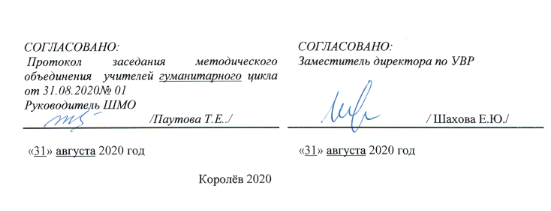 СОГЛАСОВАНО:
Протокол заседания методического
объединения учителей гуманитарного цикла
от 31.08.2020№ 01
Руководитель ШМО
/Паутова Т.Е../
«31» августа 2020 год
СОГЛАСОВАНО:
Заместитель директора по УВР
/ Шахова Е.Ю./
«31» августа 2020 год
Королёв 2020